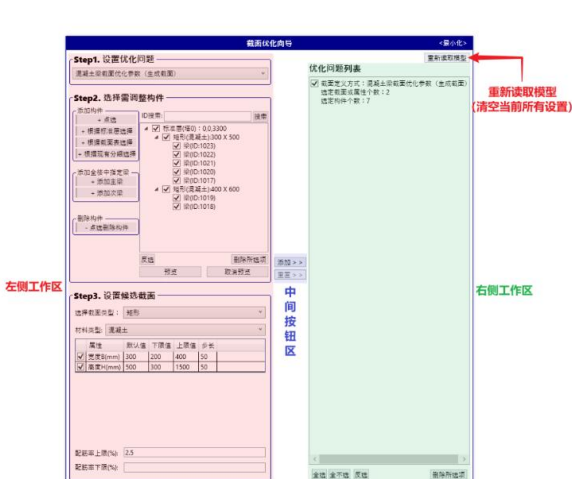 截面优化向导
<最小化>
重新读取模型
Step1. 设置优化问题
混凝土梁截面优化参数（生成截面）
Step2. 选择需调整构件
添加构件
+ 点选
+ 根据标准层选择
+ 根据截面表选择
+ 根据现有分组选择
添加全楼中指定梁
+ 添加主梁
+ 添加次梁
删除构件
- 点选删除构件
ID搜索:
搜索
标准层(塔0)：0.0,3300
矩形(混凝土):300 X 500
梁(ID:1023)
梁(ID:1022)
梁(ID:1021)
梁(ID:1020)
梁(ID:1017)
矩形(混凝土):400 X 600
梁(ID:1019)
梁(ID:1018)
反选
删除所选项
预览
取消预览
Step3. 设置候选截面
选择截面类型：
矩形
材料类型:
混凝土
属性 默认值 下限值 上限值 步长
宽度B(mm) 300 200 400 50
高度H(mm) 500 300 1500 50
配筋率上限(%): 2.5
配筋率下限(%):
添加 > >
中间按钮区
优化问题列表
截面定义方式：混凝土梁截面优化参数（生成截面）
选定截面或属性个数：2
选定构件个数：7
全选 全不选 反选
删除所选项
左侧工作区
右侧工作区
重新读取模型
(清空当前所有设置)